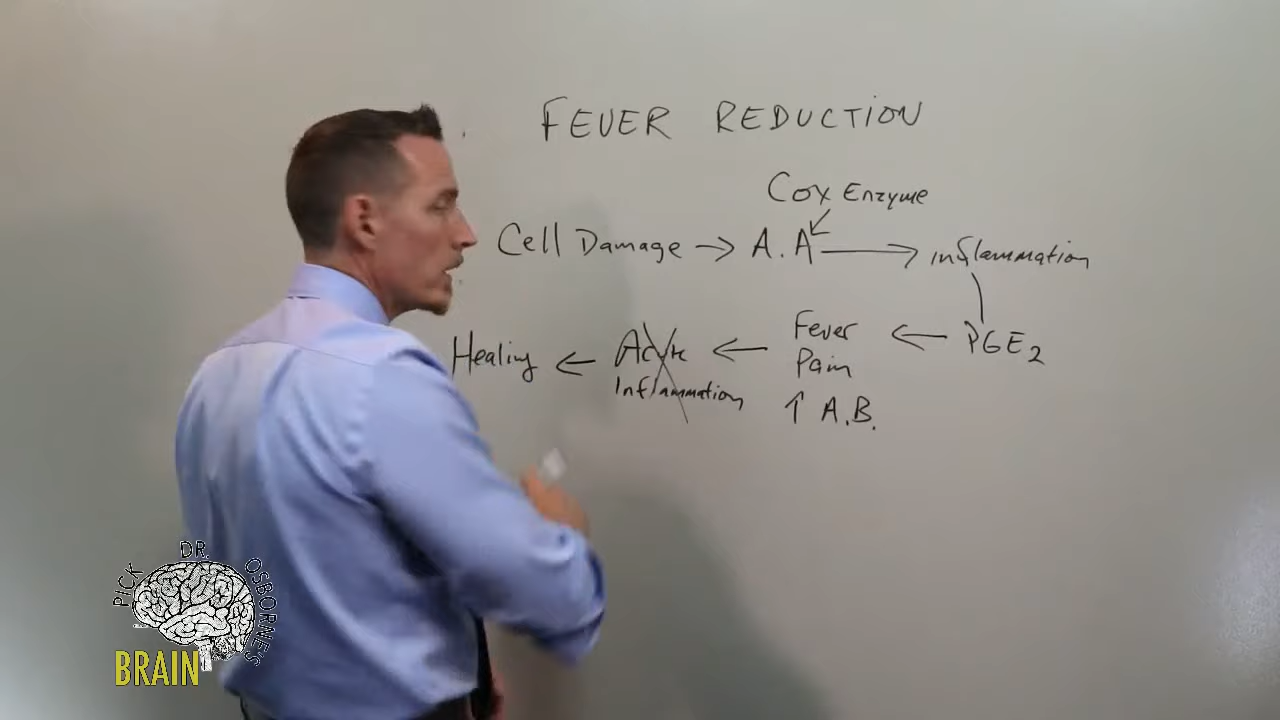 FEVER REDUCTION
Cox Enzyme
Cell Damage → A.A → inflammation
Healing ← Acute ← Fever ← PGE2
Inflammation Pain
↑ A.B.
PICK DR. OSBORNE'S
BRAIN